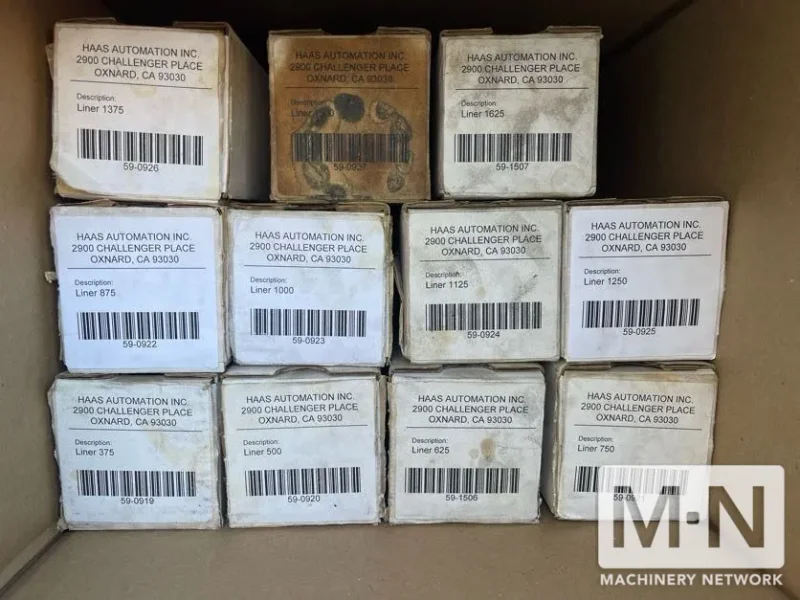 HAAS AUTOMATION INC.
2900 CHALLENGER PLACE
OXNARD, CA 93030
Description:
Liner 1375
59-0926
HAAS AUTOMATION INC.
2900 CHALLENGER PLACE
OXNARD, CA 93030
Description:
Liner
59-0937
HAAS AUTOMATION INC.
2900 CHALLENGER PLACE
OXNARD, CA 93030
Description:
Liner 1625
59-1507
HAAS AUTOMATION INC.
2900 CHALLENGER PLACE
OXNARD, CA 93030
Description:
Liner 875
59-0922
HAAS AUTOMATION INC.
2900 CHALLENGER PLACE
OXNARD, CA 93030
Description:
Liner 1000
59-0923
HAAS AUTOMATION INC.
2900 CHALLENGER PLACE
OXNARD, CA 93030
Description:
Liner 1125
59-0924
HAAS AUTOMATION INC.
2900 CHALLENGER PLACE
OXNARD, CA 93030
Description:
Liner 1250
59-0925
HAAS AUTOMATION INC.
2900 CHALLENGER PLACE
OXNARD, CA 93030
Description:
Liner 375
59-0919
HAAS AUTOMATION INC.
2900 CHALLENGER PLACE
OXNARD, CA 93030
Description:
Liner 500
59-0920
HAAS AUTOMATION INC.
2900 CHALLENGER PLACE
OXNARD, CA 93030
Description:
Liner 625
59-1506
HAAS AUTOMATION INC.
2900 CHALLENGER PLACE
OXNARD, CA 93030
Description:
Liner 750
M·N
MACHINERY NETWORK